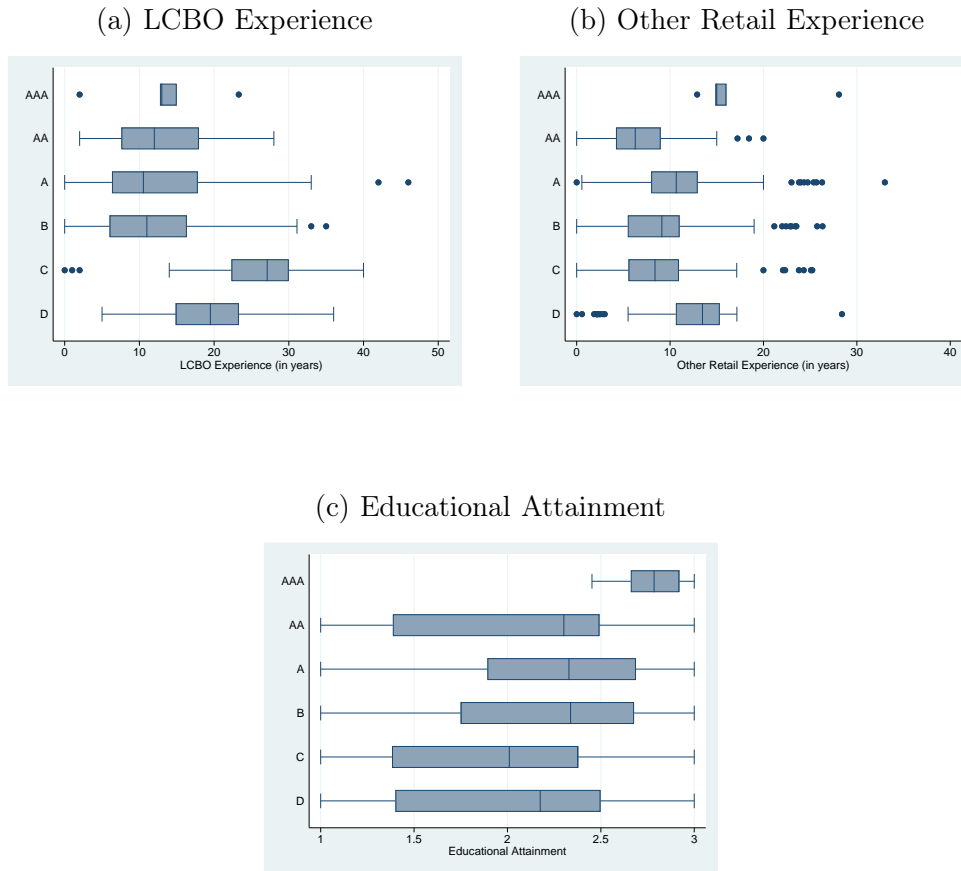 (a) LCBO Experience
AAA
AA
A
B
C
D
0 10 20 30 40 50
LCBO Experience (in years)
(b) Other Retail Experience
AAA
AA
A
B
C
D
0 10 20 30 40
Other Retail Experience (in years)
(c) Educational Attainment
AAA
AA
A
B
C
D
1 1.5 2 2.5 3
Educational Attainment